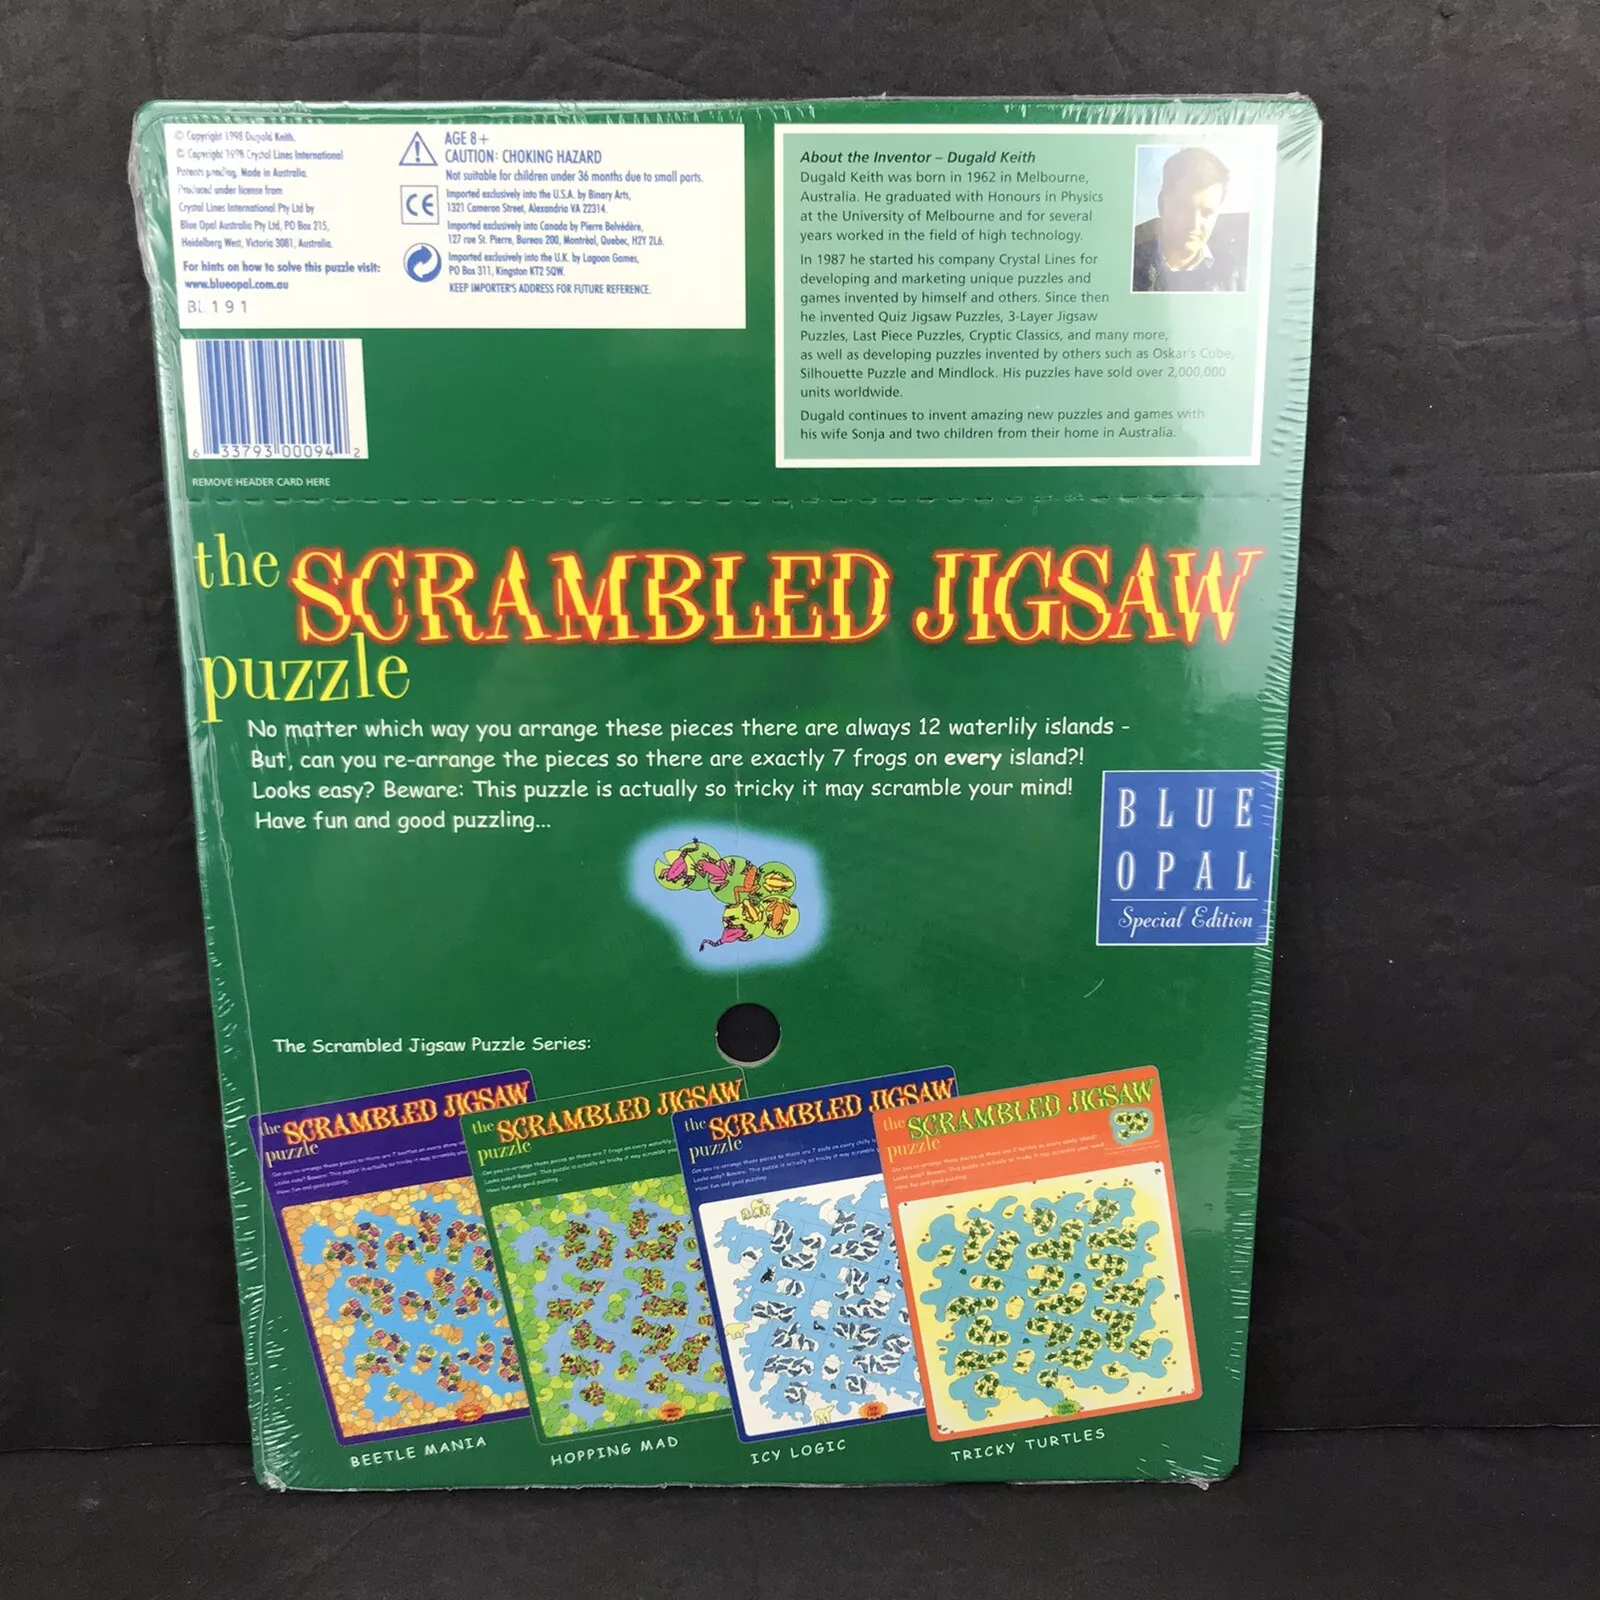 © Copyright 1998 Dugald Keith.
© Copyright 1998 Crystal Lines International
Patents pending. Made in Australia.
Produced under license from
Crystal Lines International Pty Ltd by
Blue Opal Australia Pty Ltd, PO Box 215,
Heidelberg West, Victoria 3081, Australia.
For hints on how to solve this puzzle visit:
www.blueopal.com.au
BL 191
AGE 8+
CAUTION: CHOKING HAZARD
Not suitable for children under 36 months due to small parts.
CE
Imported exclusively into the U.S.A. by Binary Arts,
1321 Cameron Street, Alexandria VA 22314.
Imported exclusively into Canada by Pierre Belvédère,
127 rue St. Pierre, Bureau 200, Montréal, Quebec, H2Y 2L6.
Imported exclusively into the U.K. by Lagoon Games,
PO Box 311, Kingston KT2 5QW.
KEEP IMPORTER'S ADDRESS FOR FUTURE REFERENCE.
6 33793 00094 2
REMOVE HEADER CARD HERE
About the Inventor – Dugald Keith
Dugald Keith was born in 1962 in Melbourne,
Australia. He graduated with Honours in Physics
at the University of Melbourne and for several
years worked in the field of high technology.
In 1987 he started his company Crystal Lines for
developing and marketing unique puzzles and
games invented by himself and others. Since then
he invented Quiz Jigsaw Puzzles, 3-Layer Jigsaw
Puzzles, Last Piece Puzzles, Cryptic Classics, and many more,
as well as developing puzzles invented by others such as Oskar's Cube,
Silhouette Puzzle and Mindlock. His puzzles have sold over 2,000,000
units worldwide.
Dugald continues to invent amazing new puzzles and games with
his wife Sonja and two children from their home in Australia.
the SCRAMBLED JIGSAW
puzzle
No matter which way you arrange these pieces there are always 12 waterlily islands -
But, can you re-arrange the pieces so there are exactly 7 frogs on every island?!
Looks easy? Beware: This puzzle is actually so tricky it may scramble your mind!
Have fun and good puzzling...
BLUE
OPAL
Special Edition
The Scrambled Jigsaw Puzzle Series:
the SCRAMBLED JIGSAW
puzzle
the SCRAMBLED JIGSAW
puzzle
the SCRAMBLED JIGSAW
puzzle
the SCRAMBLED JIGSAW
puzzle
BEETLE MANIA
HOPPING MAD
ICY LOGIC
TRICKY TURTLES